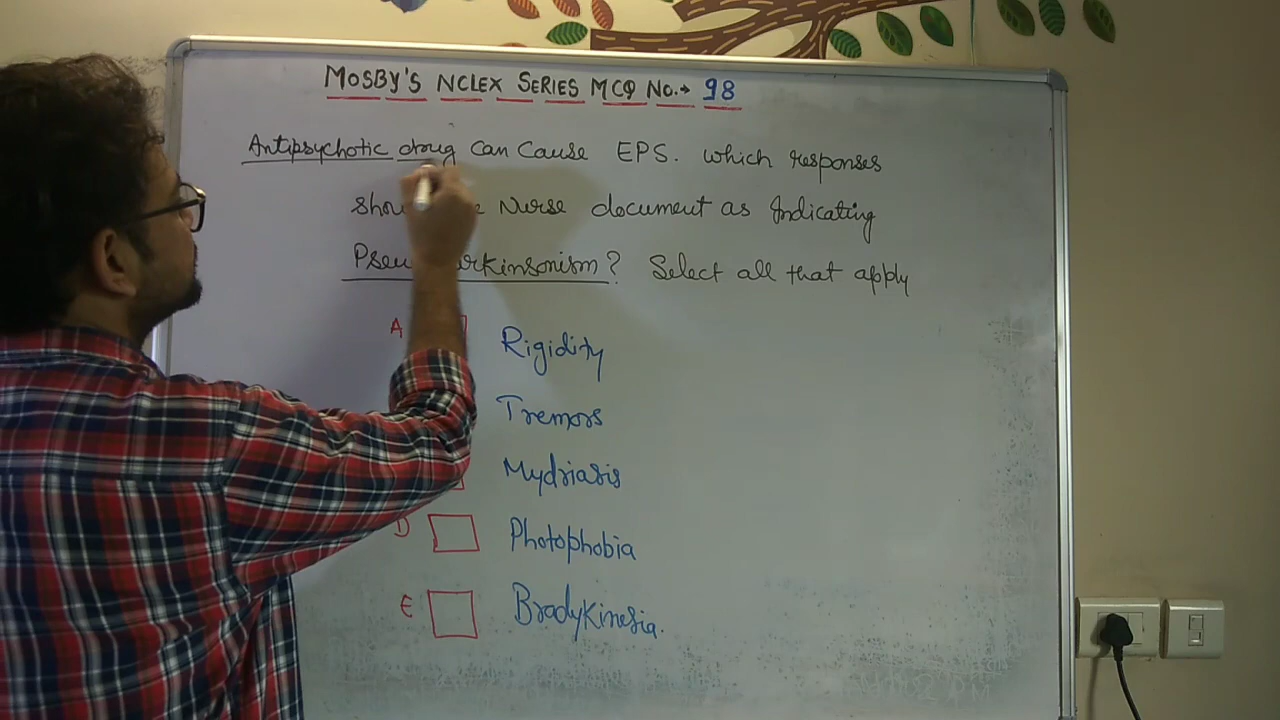 MOSBY'S NCLEX SERIES MCQ No.→ 98
Antipsychotic drug Can Cause EPS. which responses
Nurse document as Indicating
? Select all that apply
A Rigidity
Tremors
Mydriasis
D Photophobia
E Bradykinesia.